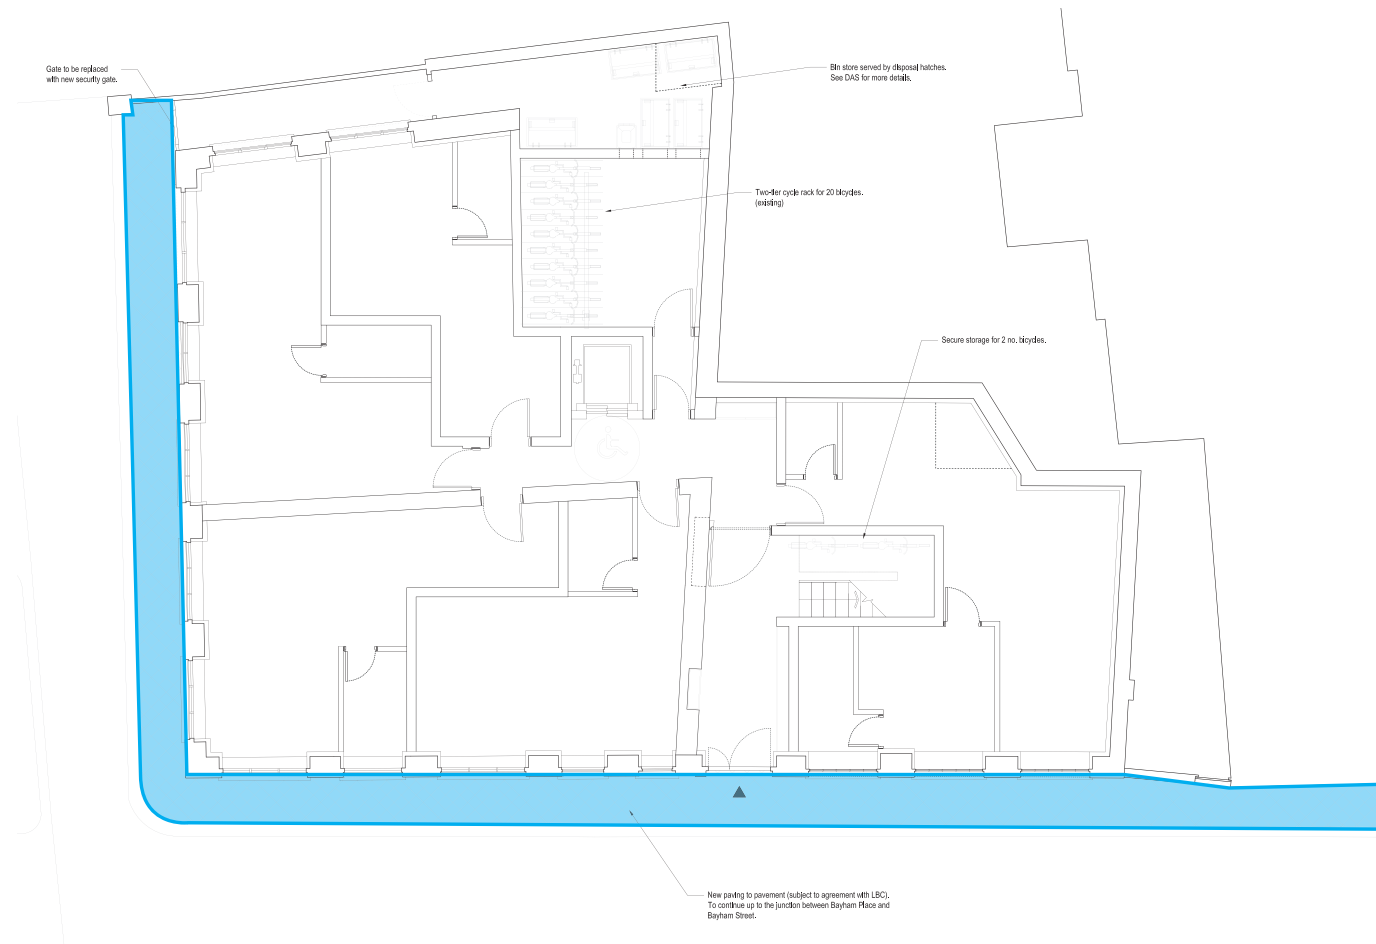 Gate to be replaced
with new security gate.
Bin store served by disposal hatches.
See DAS for more details.
Two-tier cycle rack for 20 bicycles.
(existing)
Secure storage for 2 no. bicycles.
New paving to pavement (subject to agreement with LBC).
To continue up to the junction between Bayham Place and
Bayham Street.